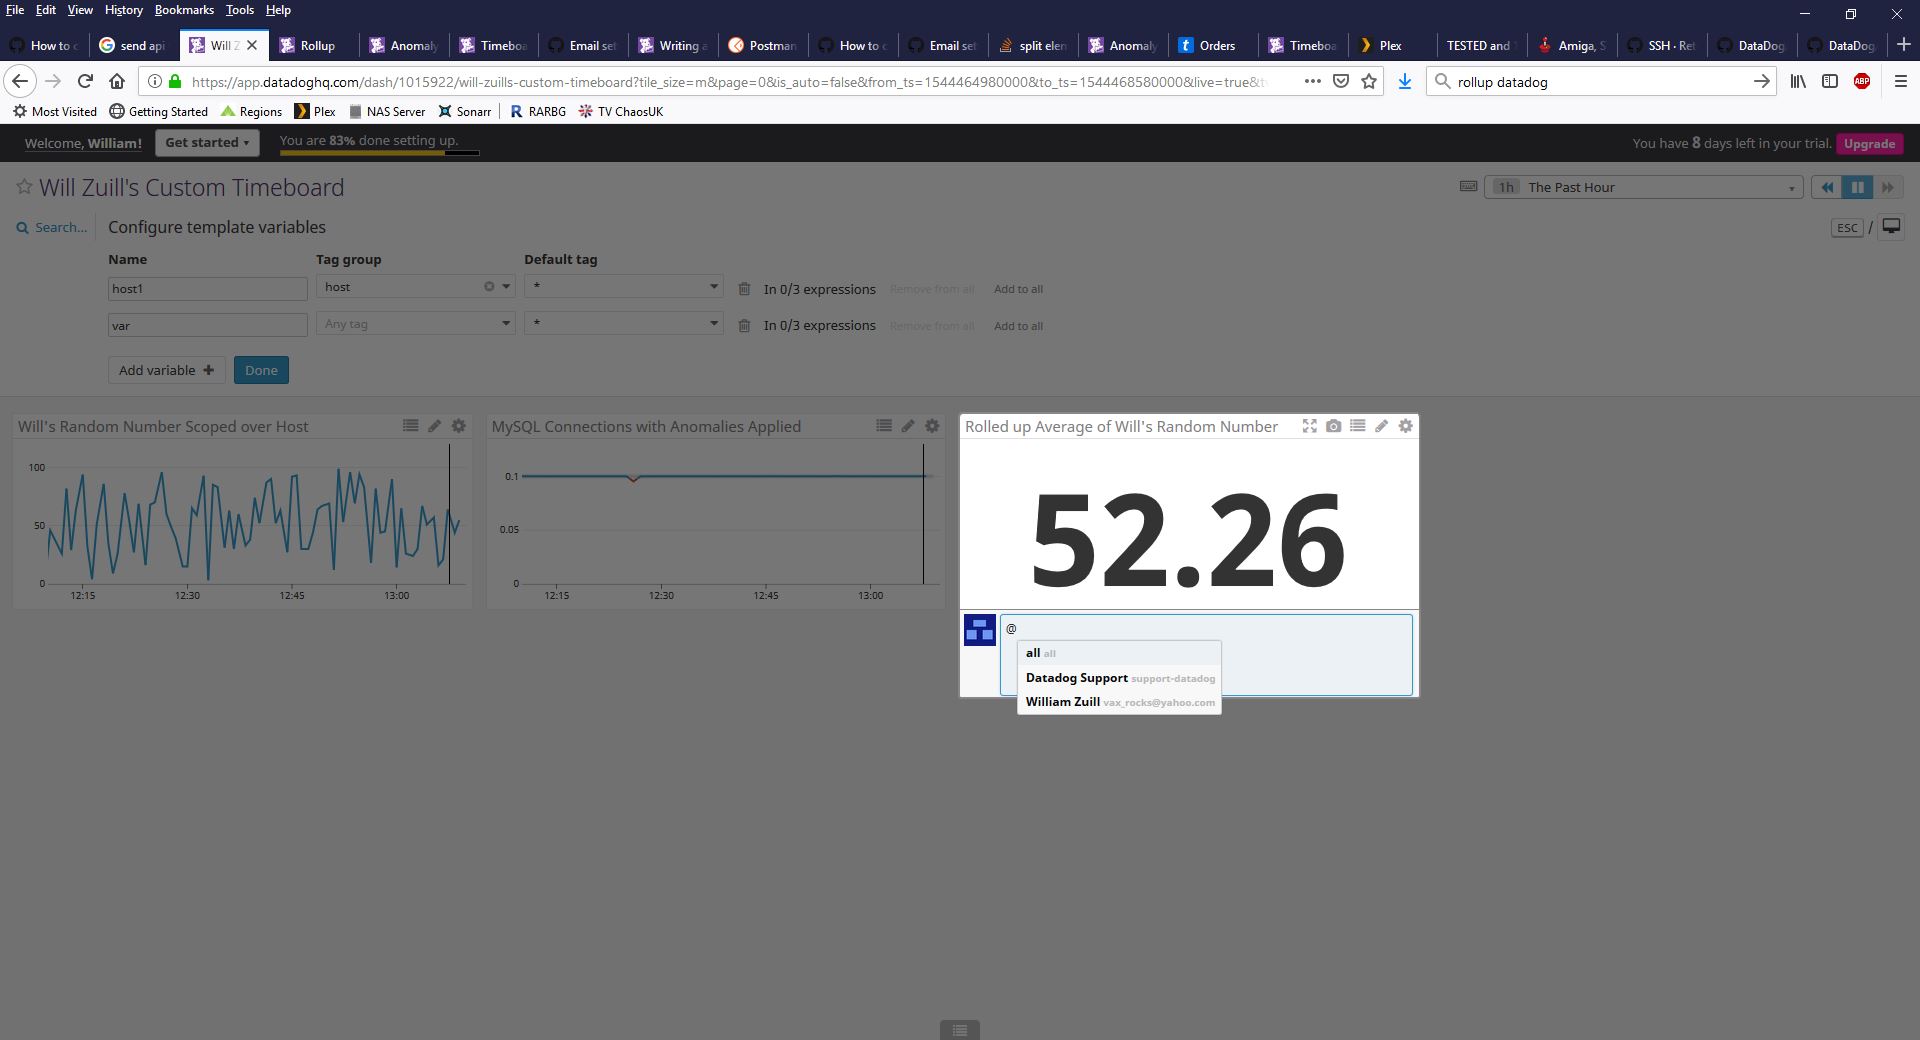 File Edit View History Bookmarks Tools Help
How to c
send api
Will Z
Rollup
Anomaly
Timeboa
Email set
Writing a
Postman
How to c
Email set
split elem
Anomaly
Orders
Timeboa
Plex
TESTED and
Amiga, S
SSH · Ret
DataDog
DataDog
https://app.datadoghq.com/dash/1015922/will-zuills-custom-timeboard?tile_size=m&page=0&is_auto=false&from_ts=1544464980000&to_ts=1544468580000&live=true&t
rollup datadog
ABP
Most Visited Getting Started Regions Plex NAS Server Sonarr R RARBG TV ChaosUK
Welcome, William! Get started You are 83% done setting up. You have 8 days left in your trial. Upgrade
Will Zuill's Custom Timeboard
1h The Past Hour
Search... Configure template variables
ESC /
Name Tag group Default tag
host1 host * In 0/3 expressions Remove from all Add to all
var Any tag * In 0/3 expressions Remove from all Add to all
Add variable + Done
Will's Random Number Scoped over Host
100
50
0
12:15 12:30 12:45 13:00
MySQL Connections with Anomalies Applied
0.1
0.05
0
12:15 12:30 12:45 13:00
Rolled up Average of Will's Random Number
52.26
@
all all
Datadog Support support-datadog
William Zuill vax_rocks@yahoo.com